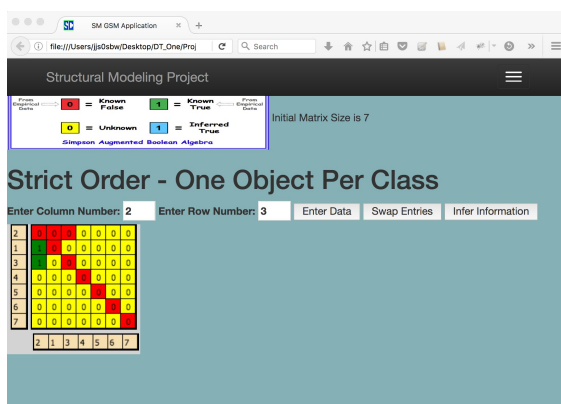 SC SM GSM Application × +
file:///Users/jjs0sbw/Desktop/DT_One/Proj Search
Structural Modeling Project
From Empirical Data 0 = Known False 1 = Known True From Empirical Data
0 = Unknown 1 = Inferred True
Simpson Augmented Boolean Algebra
Initial Matrix Size is 7
Strict Order - One Object Per Class
Enter Column Number: 2 Enter Row Number: 3 Enter Data Swap Entries Infer Information
2 0 0 0 0 0 0 0
1 1 0 0 0 0 0 0
3 1 0 0 0 0 0 0
4 0 0 0 0 0 0 0
5 0 0 0 0 0 0 0
6 0 0 0 0 0 0 0
7 0 0 0 0 0 0 0
2 1 3 4 5 6 7